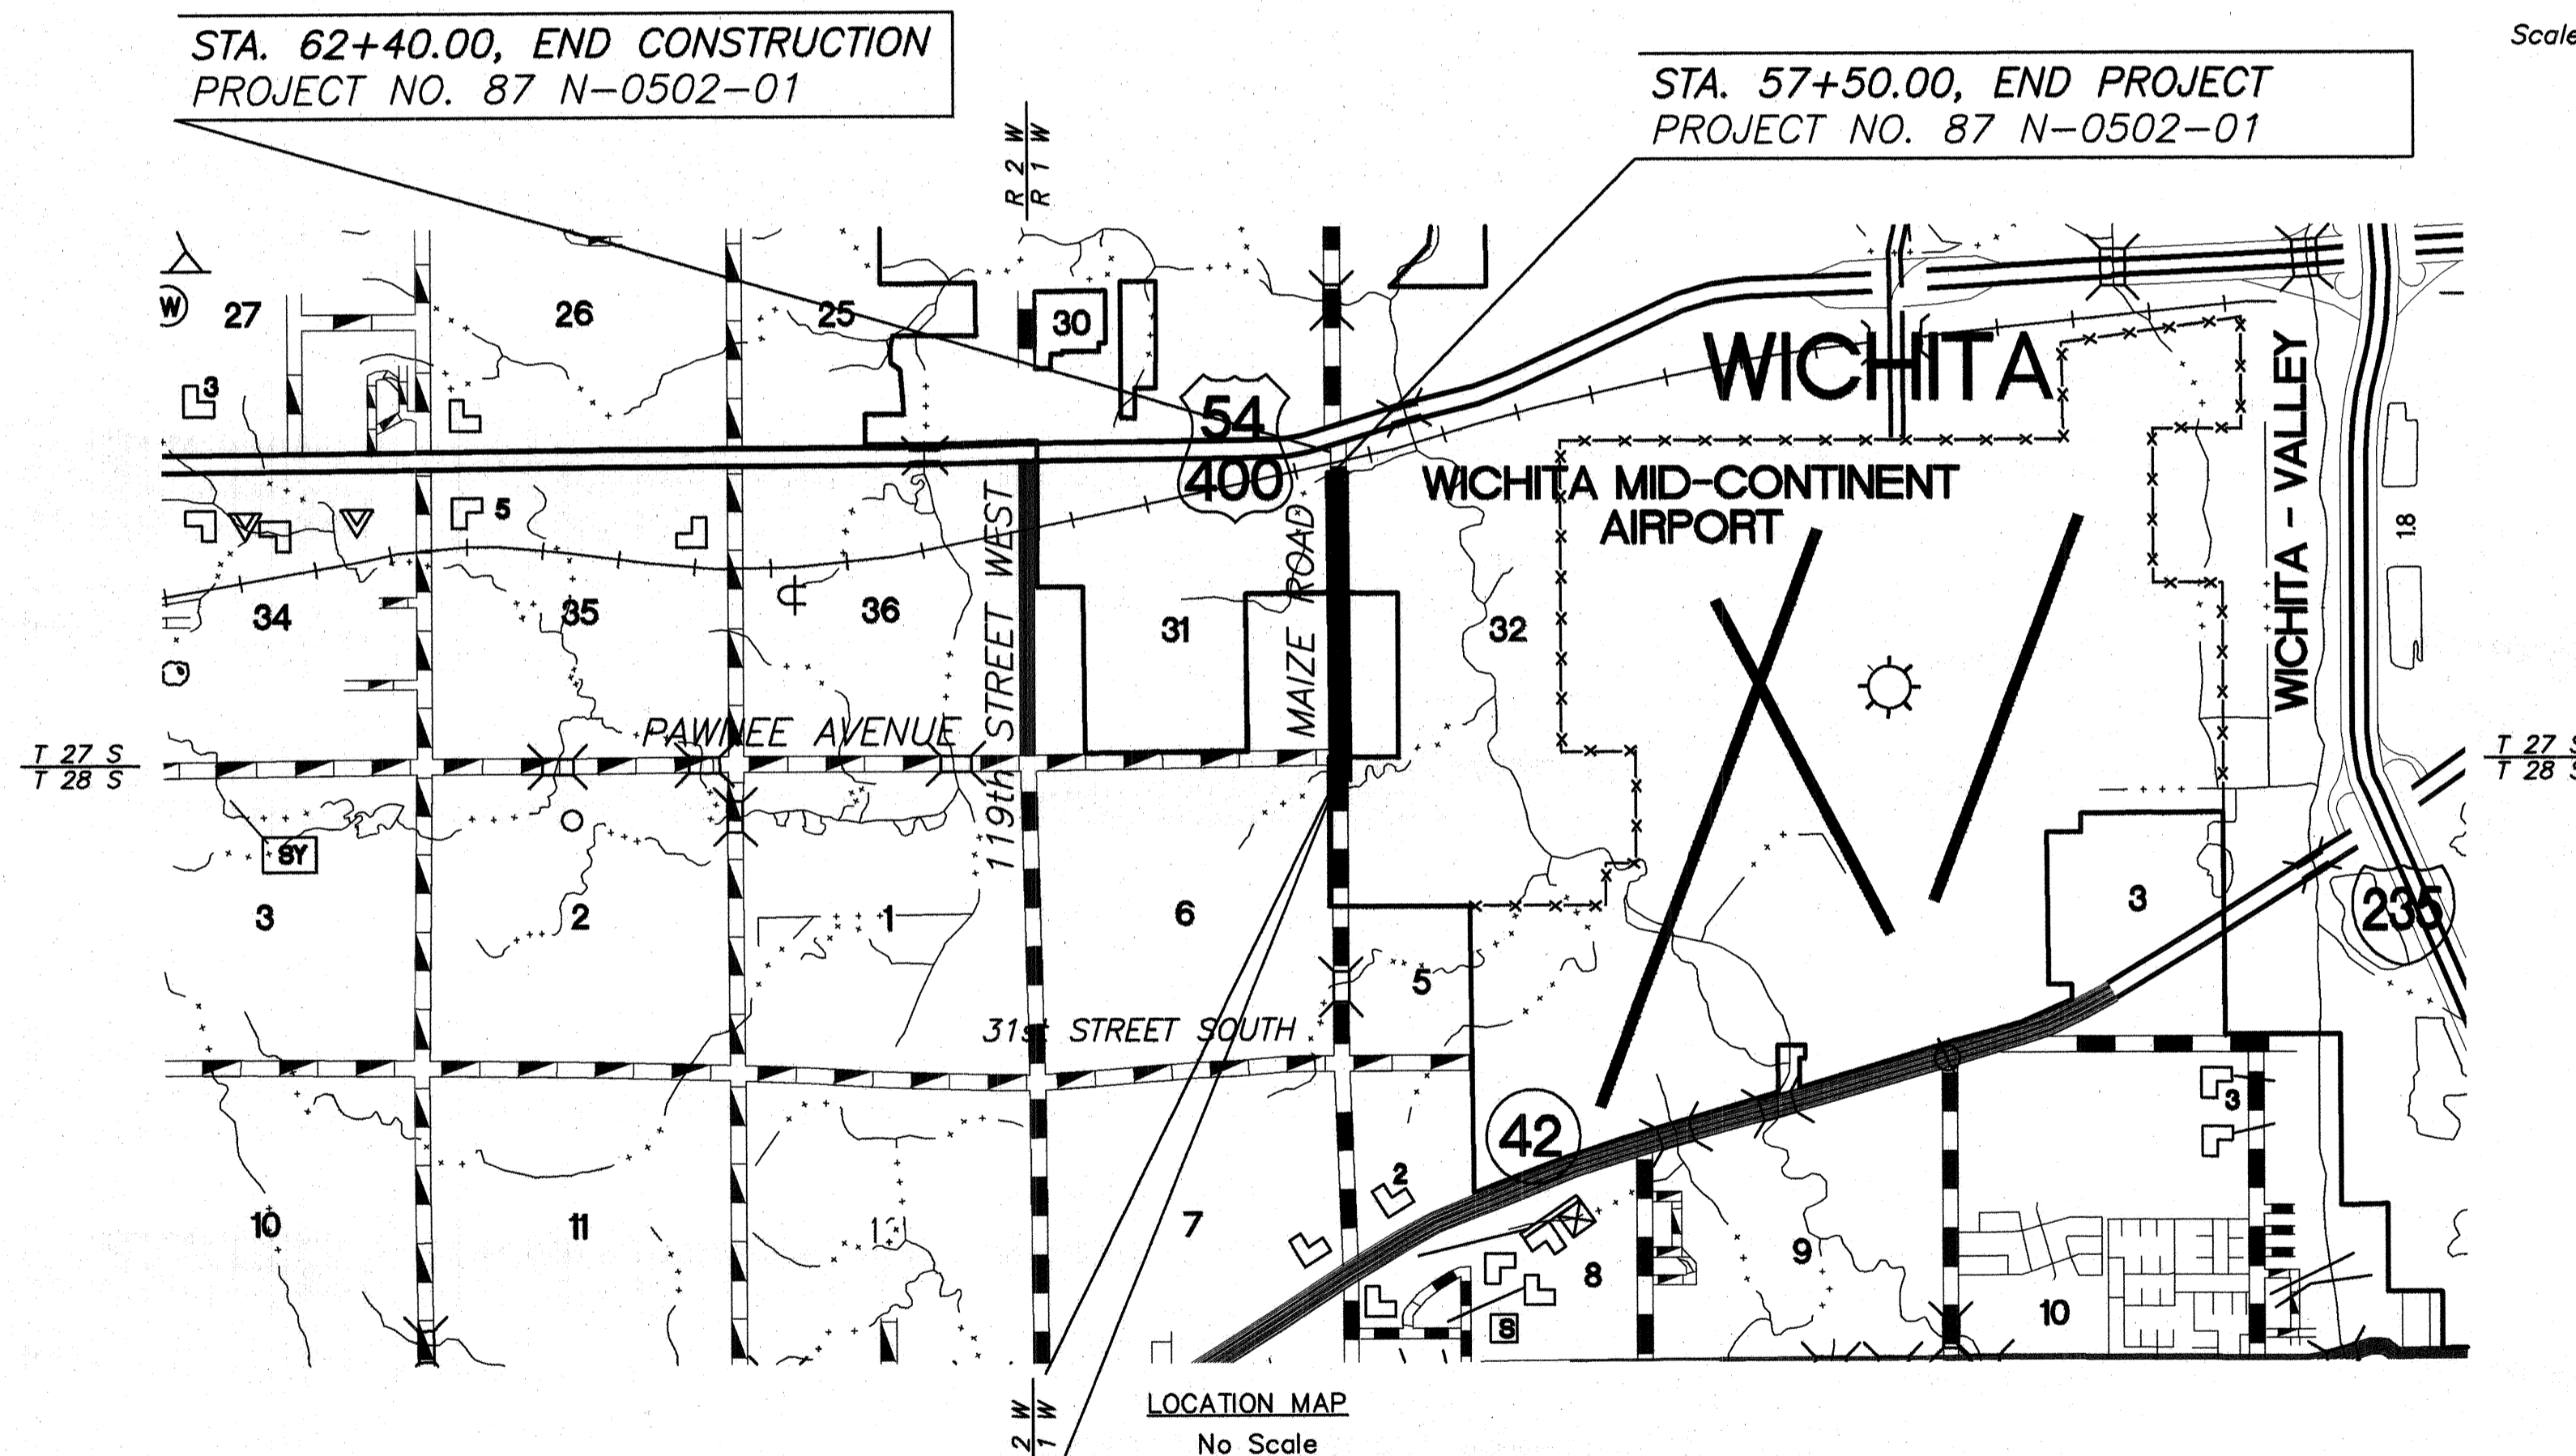 STA. 62+40.00, END CONSTRUCTION
PROJECT NO. 87 N-0502-01
STA. 57+50.00, END PROJECT
PROJECT NO. 87 N-0502-01
Scale
R 2 W
R 1 W
W
27
26
25
30
3
54
400
WICHITA
WICHITA MID-CONTINENT
AIRPORT
WICHITA - VALLEY
18
5
34
35
36
31
32
119th STREET WEST
MAIZE ROAD
PAWNEE AVENUE
T 27 S
T 28 S
T 27 S
T 28 S
SY
3
2
1
6
5
3
235
31st STREET SOUTH
42
3
2
10
11
7
8
9
10
S
2 W
1 W
LOCATION MAP
No Scale